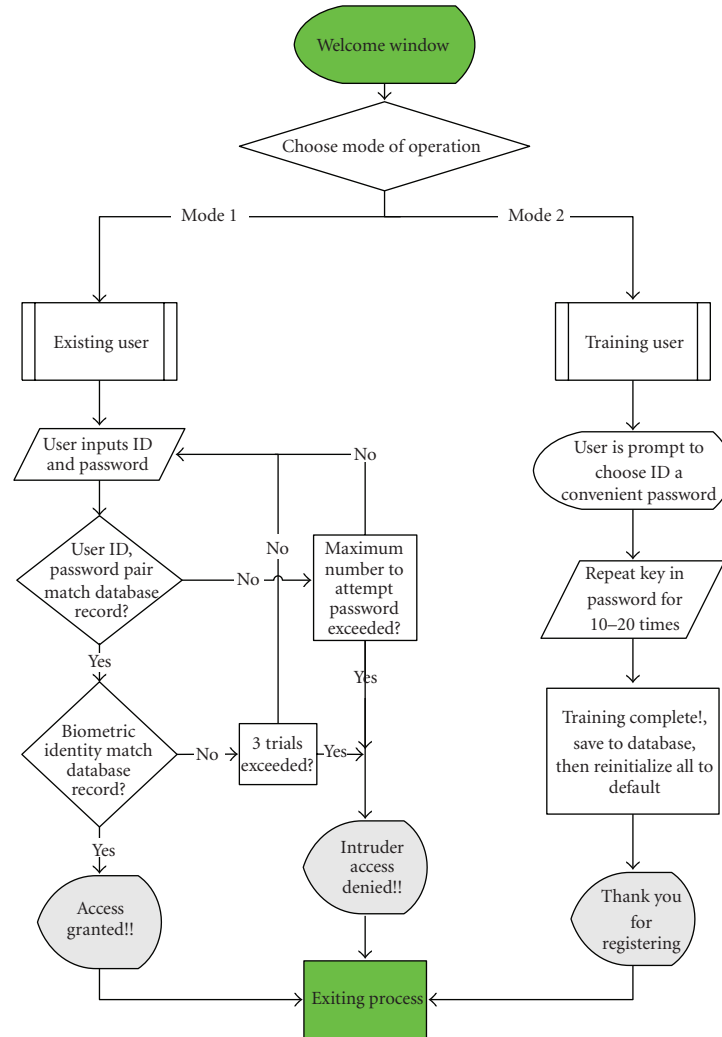 Welcome window
Choose mode of operation
Mode 1
Mode 2
Existing user
Training user
User inputs ID
and password
No
User is prompt to
choose ID a
convenient password
User ID,
password pair
match database
record?
No
No
Maximum
number to
attempt
password
exceeded?
Repeat key in
password for
10–20 times
Yes
Yes
Biometric
identity match
database
record?
No
3 trials
exceeded?
Yes
Training complete!,
save to database,
then reinitialize all to
default
Yes
Access
granted!!
Intruder
access
denied!!
Thank you
for
registering
Exiting process